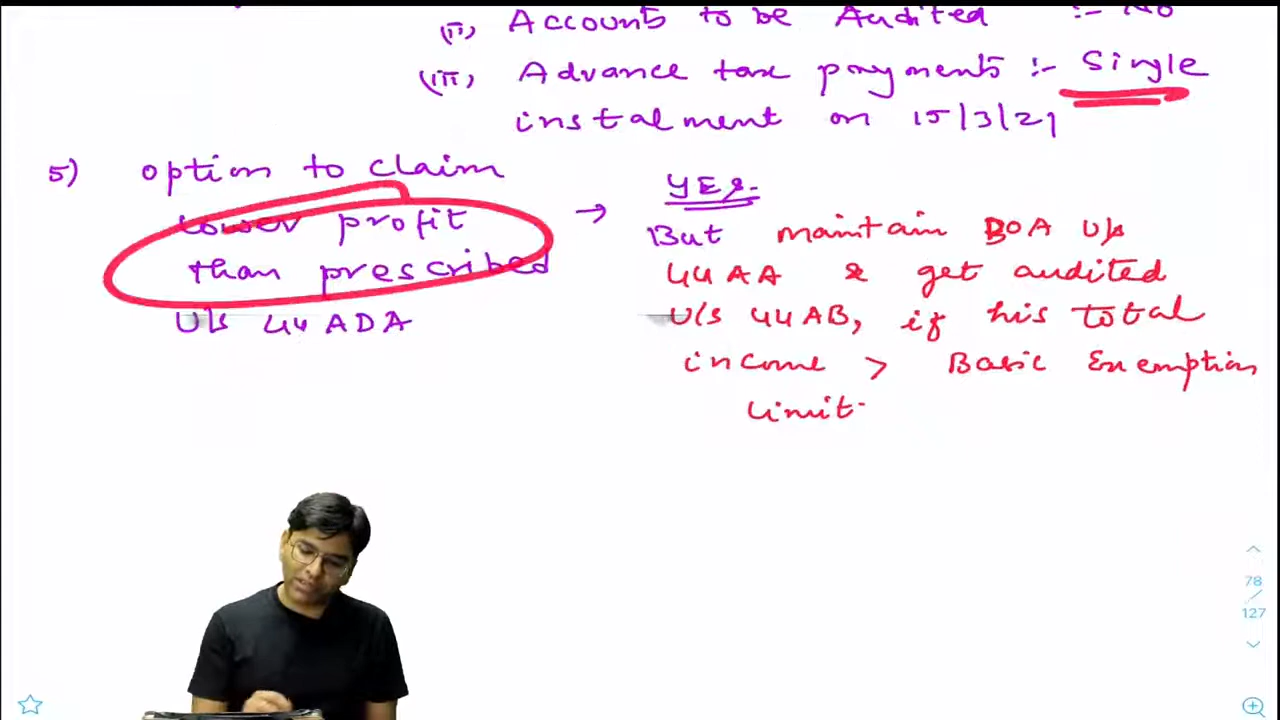 (ii) Accounts to be Audited :- No
(iii) Advance tax payments :- Single
instalment on 15/3/21
5) option to claim
lower profit
than prescribed
U/s 44ADA
→ YES.
But maintain BOA U/s
44AA & get audited
U/s 44AB, if his total
income > Basic Exemption
limit.
78
127